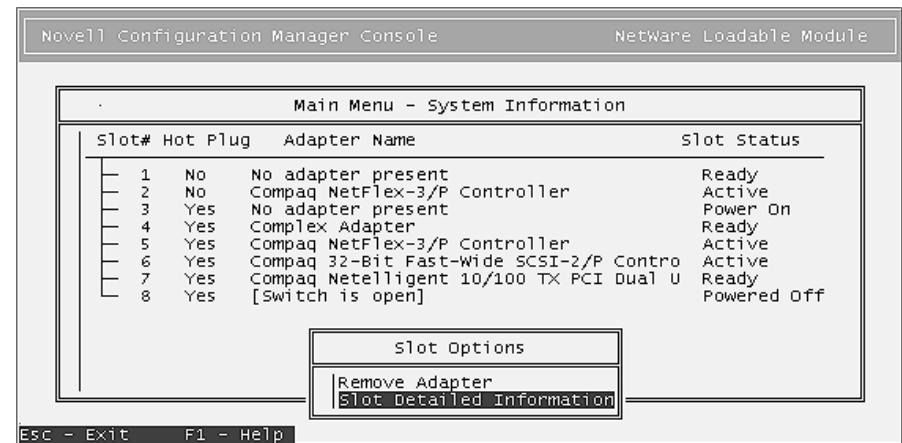 Novell Configuration Manager Console NetWare Loadable Module
Main Menu - System Information
Slot# Hot Plug Adapter Name Slot Status
1 No No adapter present Ready
2 No Compaq NetFlex-3/P Controller Active
3 Yes No adapter present Power On
4 Yes Complex Adapter Ready
5 Yes Compaq NetFlex-3/P Controller Active
6 Yes Compaq 32-Bit Fast-Wide SCSI-2/P Contro Active
7 Yes Compaq Netelligent 10/100 TX PCI Dual U Ready
8 Yes [Switch is open] Powered Off
Slot Options
Remove Adapter
Slot Detailed Information
Esc - Exit F1 - Help